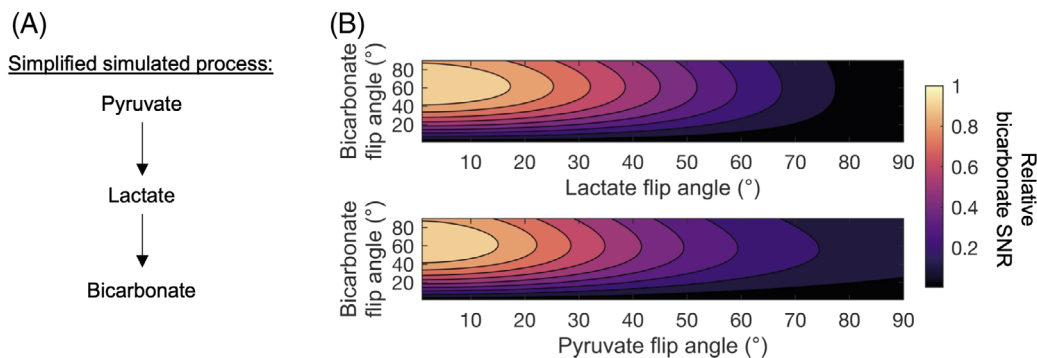 (A)
Simplified simulated process:
Pyruvate
Lactate
Bicarbonate
(B)
Bicarbonate
flip angle (°)
80
60
40
20
10 20 30 40 50 60 70 80 90
Lactate flip angle (°)
Bicarbonate
flip angle (°)
80
60
40
20
10 20 30 40 50 60 70 80 90
Pyruvate flip angle (°)
1
0.8
0.6
0.4
0.2
Relative
bicarbonate SNR